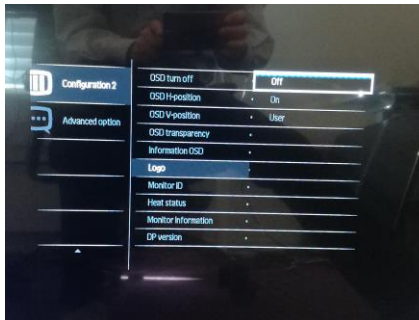 Configuration 2
Advanced option
OSD turn off
OSD H-position
OSD V-position
OSD transparency
Information OSD
Logo
Monitor ID
Heat status
Monitor Information
DP version
Off
On
User